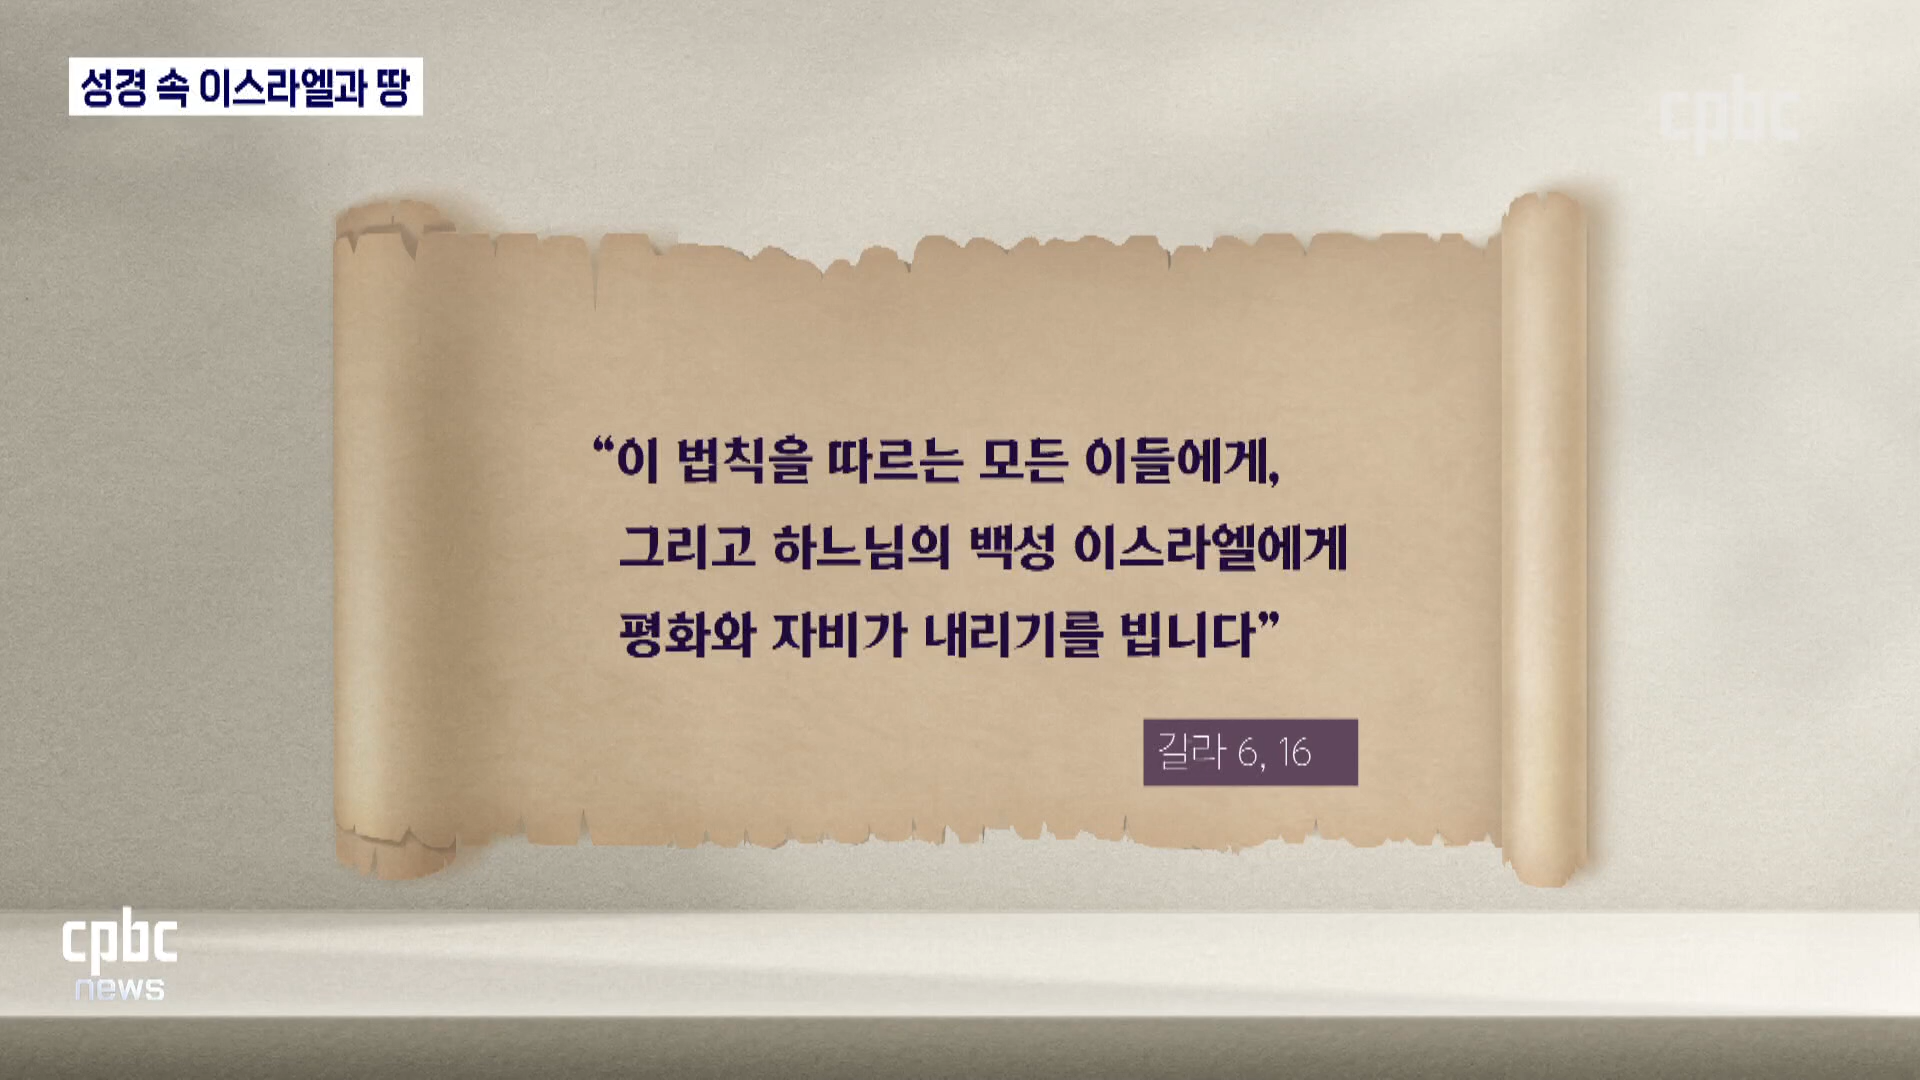 성경 속 이스라엘과 땅
cpbc
“이 법칙을 따르는 모든 이들에게,
그리고 하느님의 백성 이스라엘에게
평화와 자비가 내리기를 빕니다”
갈라 6, 16
cpbc
news